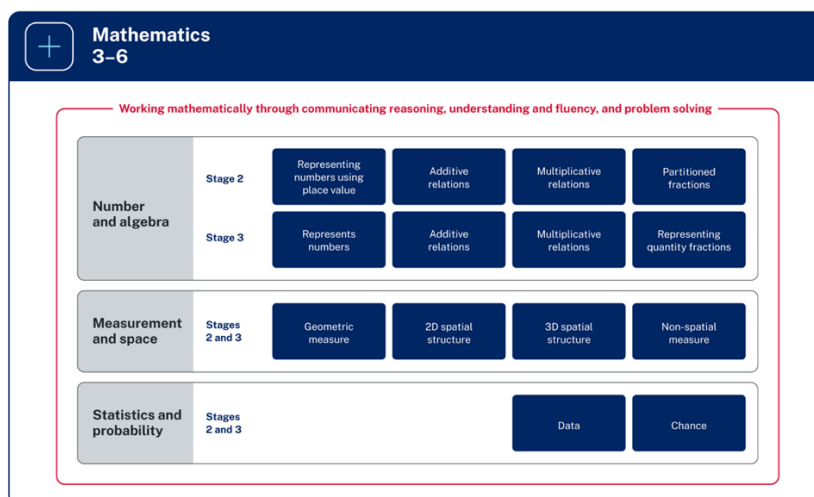 Mathematics
3–6
Working mathematically through communicating reasoning, understanding and fluency, and problem solving
Number
and algebra
Stage 2
Representing
numbers using
place value
Additive
relations
Multiplicative
relations
Partitioned
fractions
Stage 3
Represents
numbers
Additive
relations
Multiplicative
relations
Representing
quantity fractions
Measurement
and space
Stages
2 and 3
Geometric
measure
2D spatial
structure
3D spatial
structure
Non-spatial
measure
Statistics and
probability
Stages
2 and 3
Data
Chance